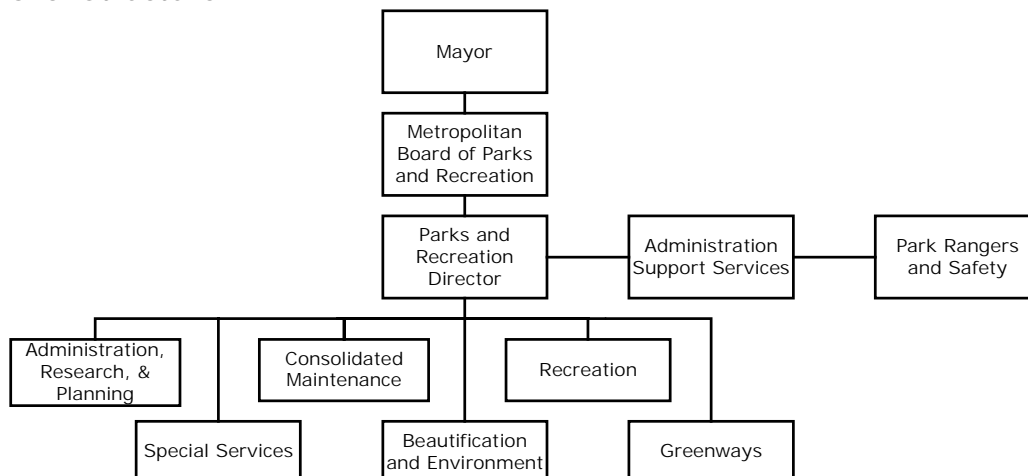 Mayor
Metropolitan
Board of Parks
and Recreation
Parks and
Recreation
Director
Administration
Support Services
Park Rangers
and Safety
Administration,
Research, &
Planning
Consolidated
Maintenance
Recreation
Special Services
Beautification
and Environment
Greenways